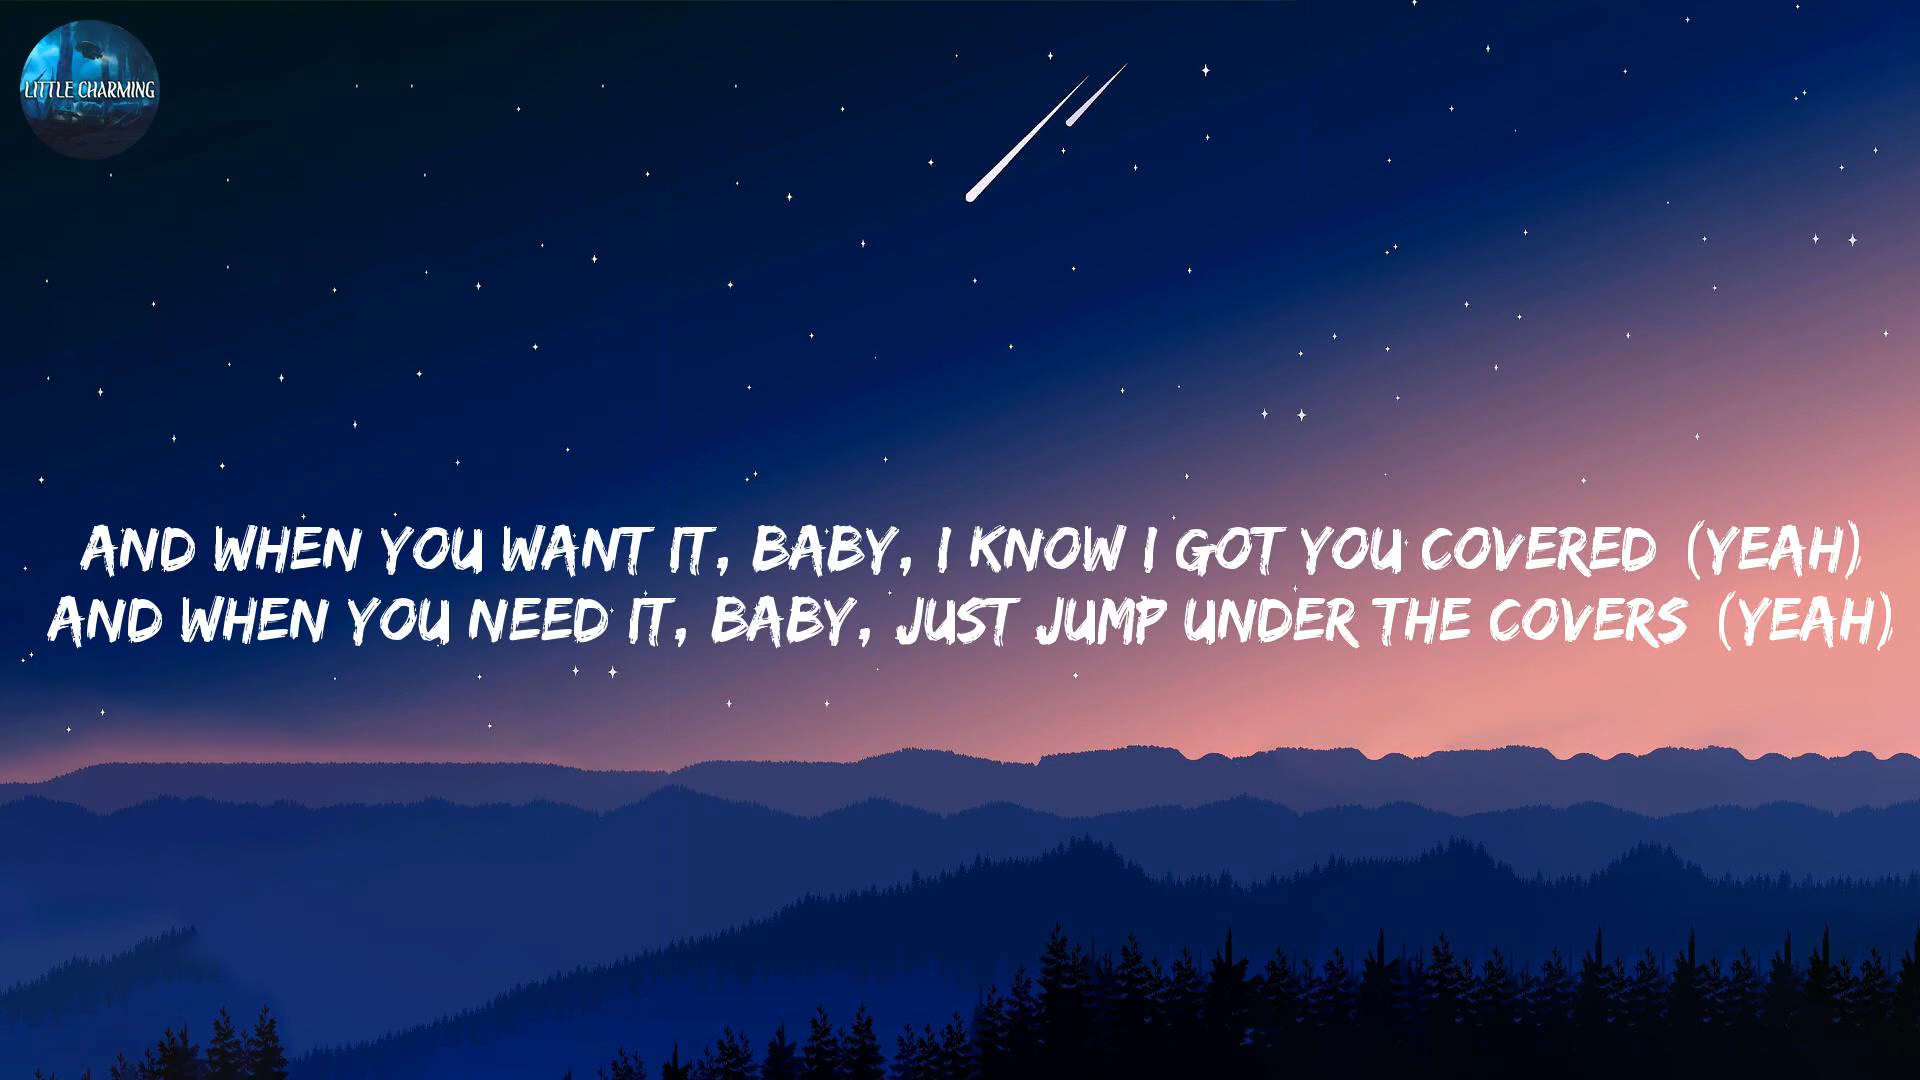 LITTLE CHARMING
AND WHEN YOU WANT IT, BABY, I KNOW I GOT YOU COVERED (YEAH)
AND WHEN YOU NEED IT, BABY, JUST JUMP UNDER THE COVERS (YEAH)